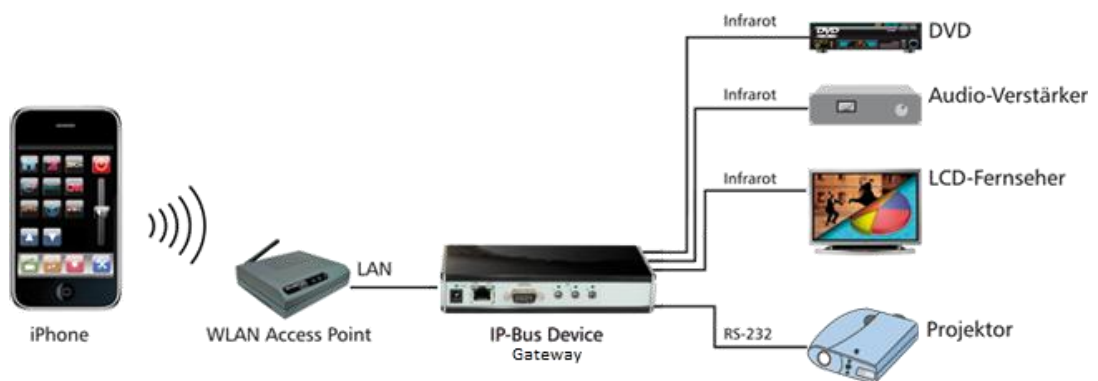 Infrarot
DVD
Infrarot
Audio-Verstärker
Infrarot
LCD-Fernseher
LAN
iPhone
WLAN Access Point
IP-Bus Device
Gateway
RS-232
Projektor